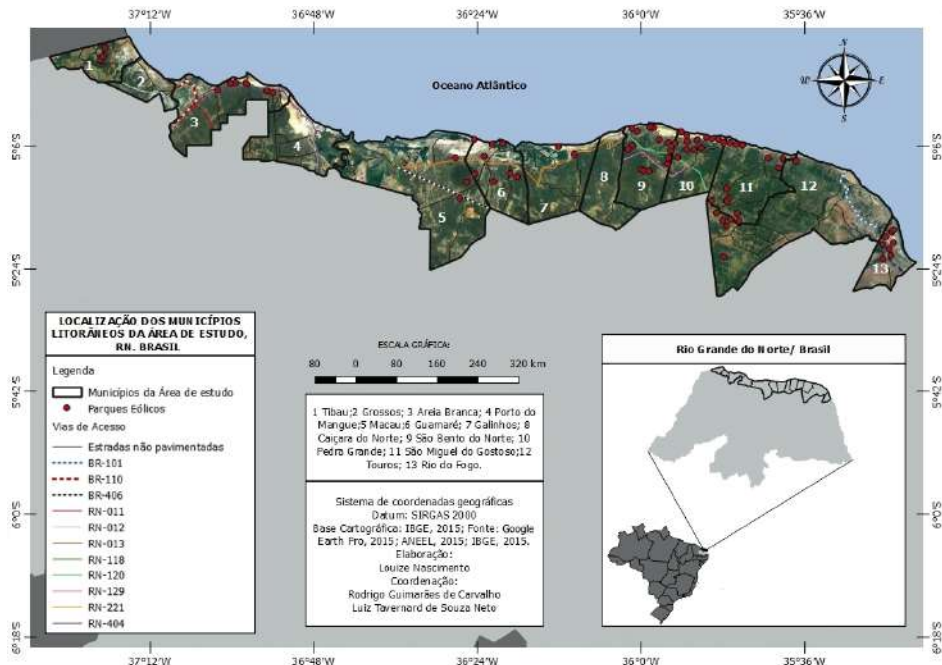 37°12'W 36°48'W 36°24'W 36°0'W 35°36'W
N
W E
S
Oceano Atlântico
1
2
3
4
5
6
7
8
9
10
11
12
13
5°6'S 5°6'S
5°24'S 5°24'S
5°42'S 5°42'S
6°0'S 6°0'S
6°18'S 6°18'S
LOCALIZAÇÃO DOS MUNICÍPIOS
LITORÂNEOS DA ÁREA DE ESTUDO,
RN. BRASIL
Legenda
Municípios da Área de estudo
Parques Eólicos
Vias de Acesso
Estradas não pavimentadas
BR-101
BR-110
BR-406
RN-011
RN-012
RN-013
RN-118
RN-120
RN-129
RN-221
RN-404
ESCALA GRÁFICA:
80 0 80 160 240 320 km
1 Tibau;2 Grossos; 3 Areia Branca; 4 Porto do
Mangue;5 Macau;6 Guamaré; 7 Galinhos; 8
Caiçara do Norte; 9 São Bento do Norte; 10
Pedra Grande; 11 São Miguel do Gostoso;12
Touros; 13 Rio do Fogo.
Sistema de coordenadas geográficas
Datum: SIRGAS 2000
Base Cartográfica: IBGE, 2015; Fonte: Google
Earth Pro, 2015; ANEEL, 2015; IBGE, 2015.
Elaboração:
Louize Nascimento
Coordenação:
Rodrigo Guimarães de Carvalho
Luiz Tavernard de Souza Neto
Rio Grande do Norte/ Brasil
37°12'W 36°48'W 36°24'W 36°0'W 35°36'W